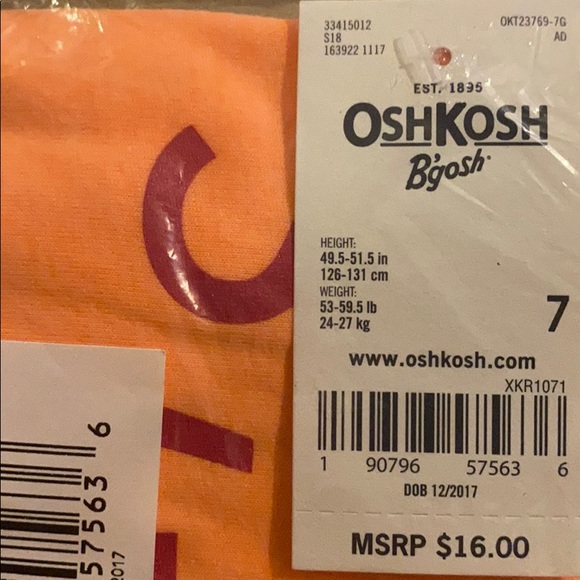 33415012
S18
163922 1117
OKT23769-7G
AD
EST. 1895
OSHKOSH
B'gosh
HEIGHT:
49.5-51.5 in
126-131 cm
WEIGHT:
53-59.5 lb
24-27 kg
7
www.oshkosh.com
XKR1071
1 90796 57563 6
DOB 12/2017
MSRP $16.00
57563 6
2017